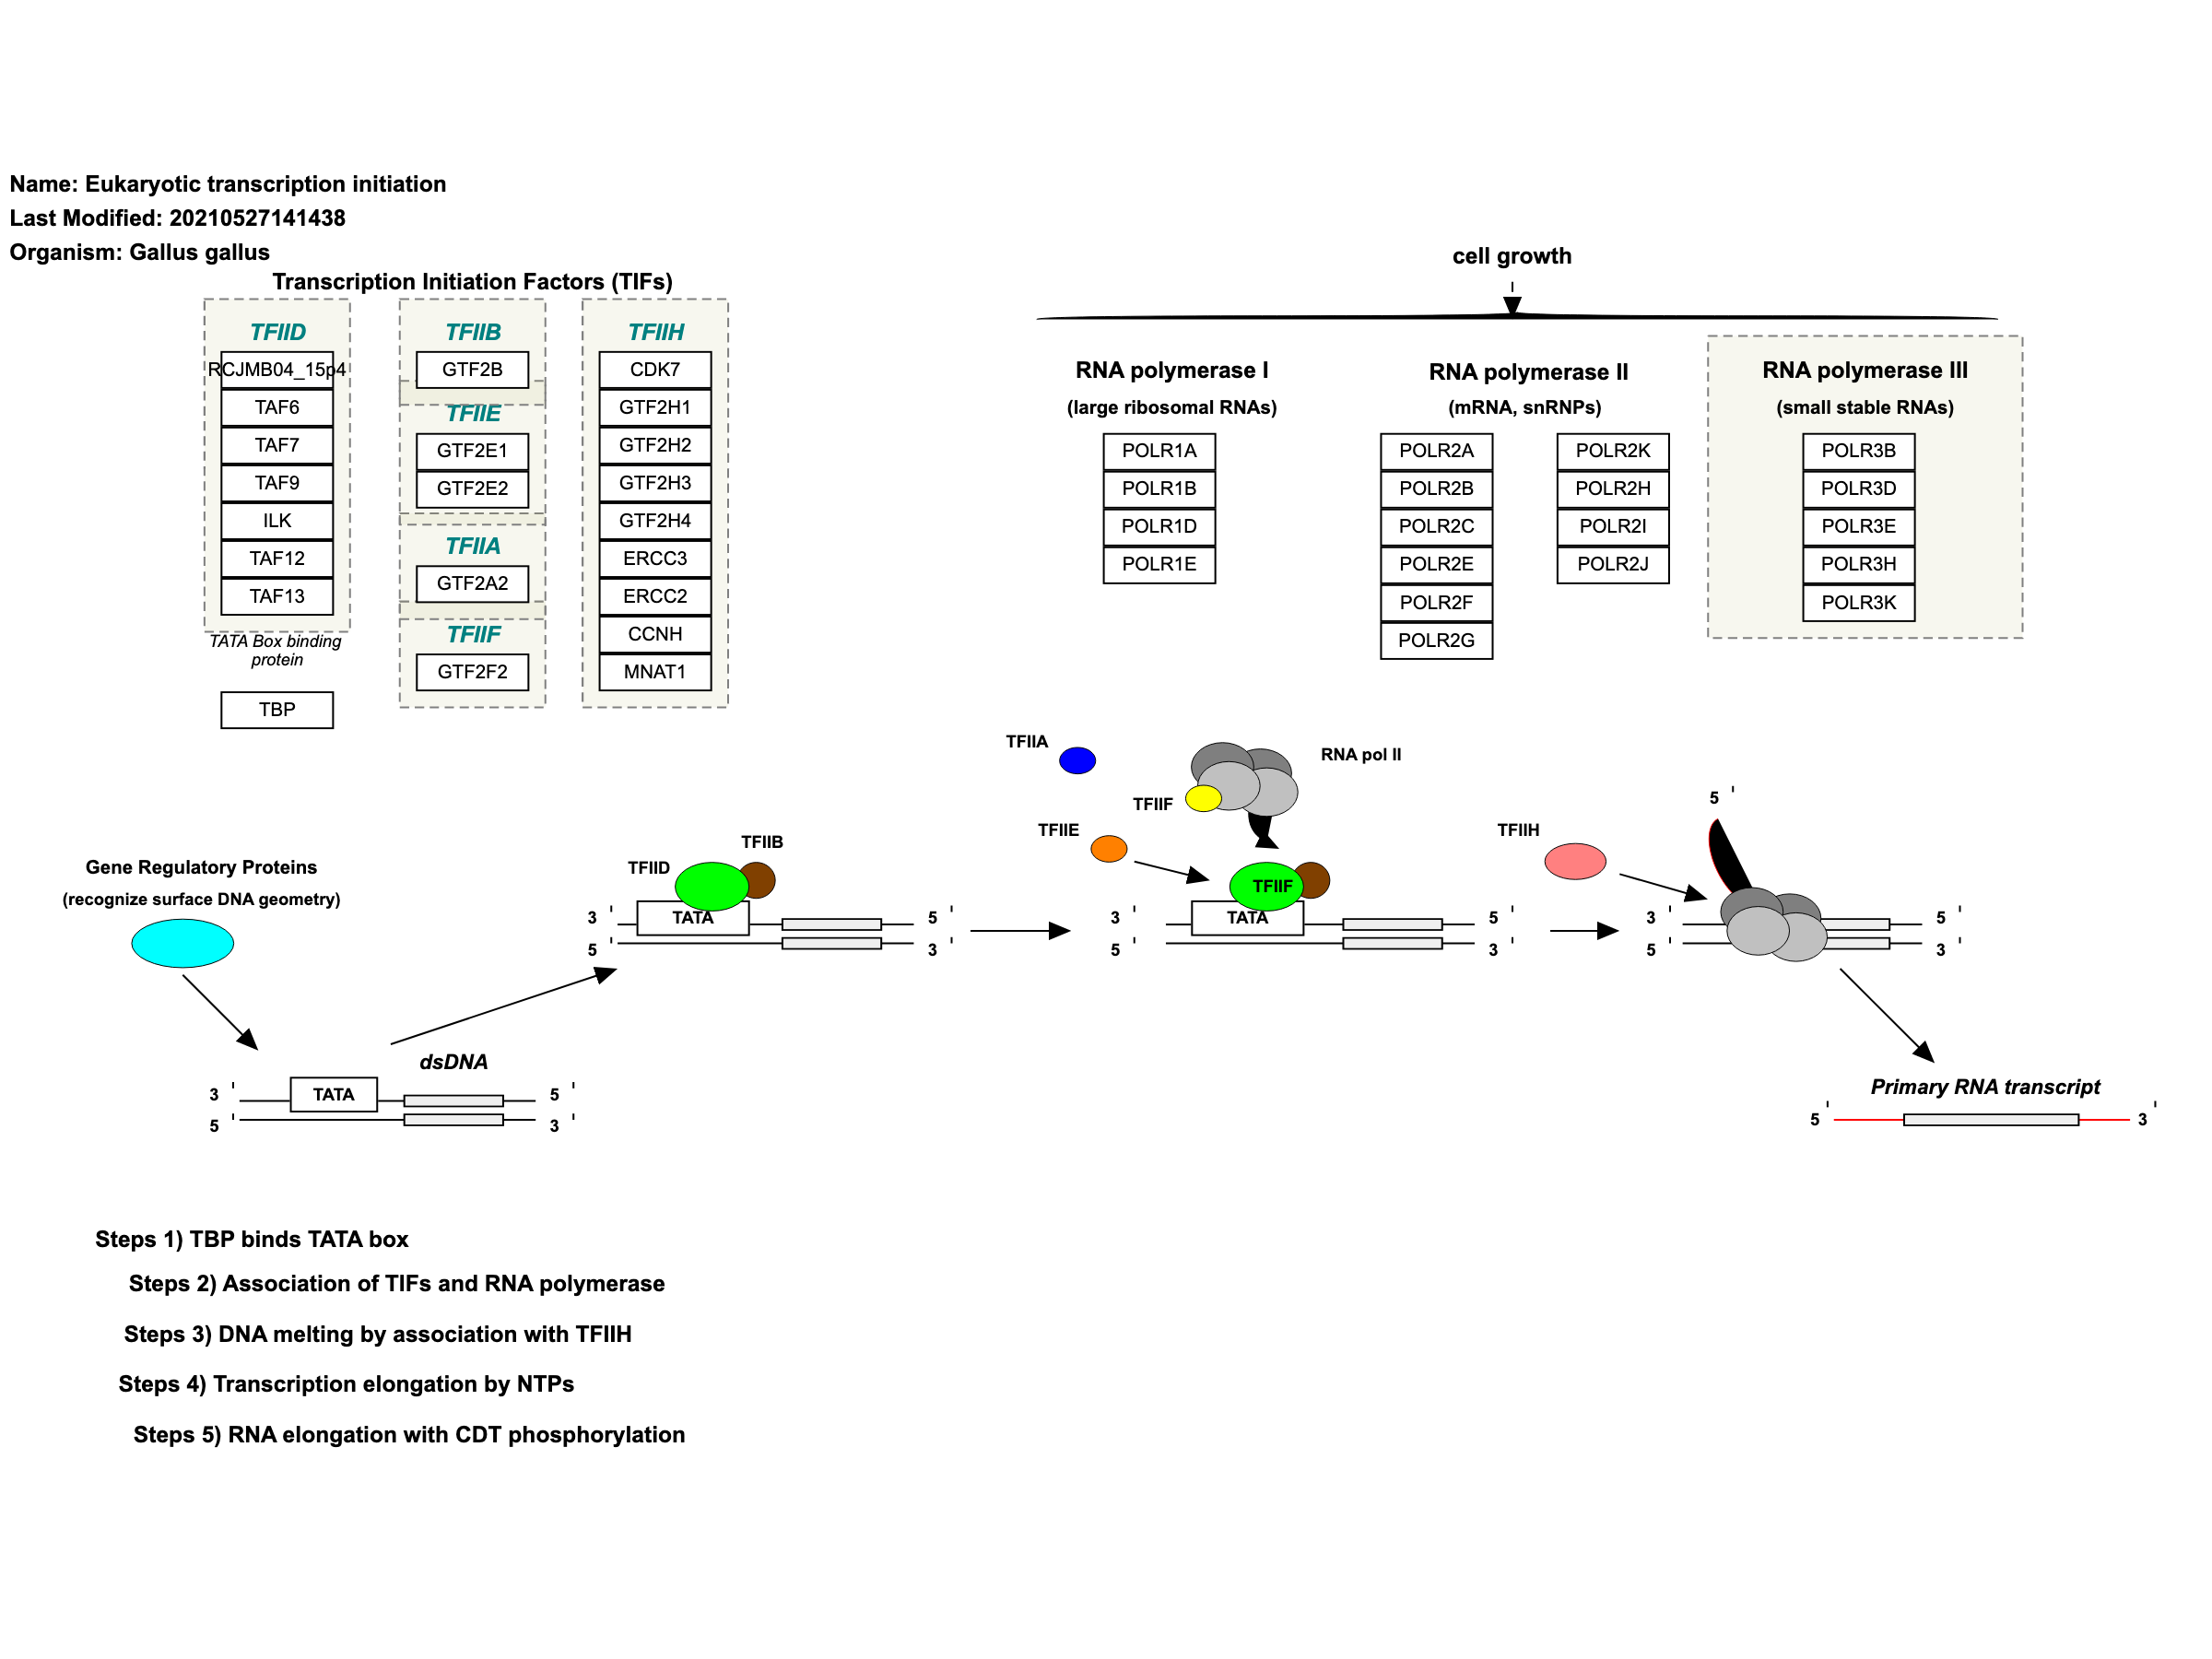 Name: Eukaryotic transcription initiation
Last Modified: 20210527141438
Organism: Gallus gallus
Transcription Initiation Factors (TIFs)
TFIID
RCJMB04_15p4
TAF6
TAF7
TAF9
ILK
TAF12
TAF13
TATA Box binding
protein
TBP
TFIIB
GTF2B
TFIIE
GTF2E1
GTF2E2
TFIIA
GTF2A2
TFIIF
GTF2F2
TFIIH
CDK7
GTF2H1
GTF2H2
GTF2H3
GTF2H4
ERCC3
ERCC2
CCNH
MNAT1
cell growth
RNA polymerase I
(large ribosomal RNAs)
POLR1A
POLR1B
POLR1D
POLR1E
RNA polymerase II
(mRNA, snRNPs)
POLR2A
POLR2B
POLR2C
POLR2E
POLR2F
POLR2G
POLR2K
POLR2H
POLR2I
POLR2J
RNA polymerase III
(small stable RNAs)
POLR3B
POLR3D
POLR3E
POLR3H
POLR3K
Gene Regulatory Proteins
(recognize surface DNA geometry)
dsDNA
3 ' TATA 5 '
5 ' 3
TFIID
TFIIB
3 ' TATA 5 '
5 ' 3 '
TFIIA
RNA pol II
TFIIF
TFIIE
TFIIF
3 ' TATA 5 '
5 ' 3 '
TFIIH
5 '
3 ' 5 '
5 ' 3 '
Primary RNA transcript
5 ' 3 '
Steps 1) TBP binds TATA box
Steps 2) Association of TIFs and RNA polymerase
Steps 3) DNA melting by association with TFIIH
Steps 4) Transcription elongation by NTPs
Steps 5) RNA elongation with CDT phosphorylation